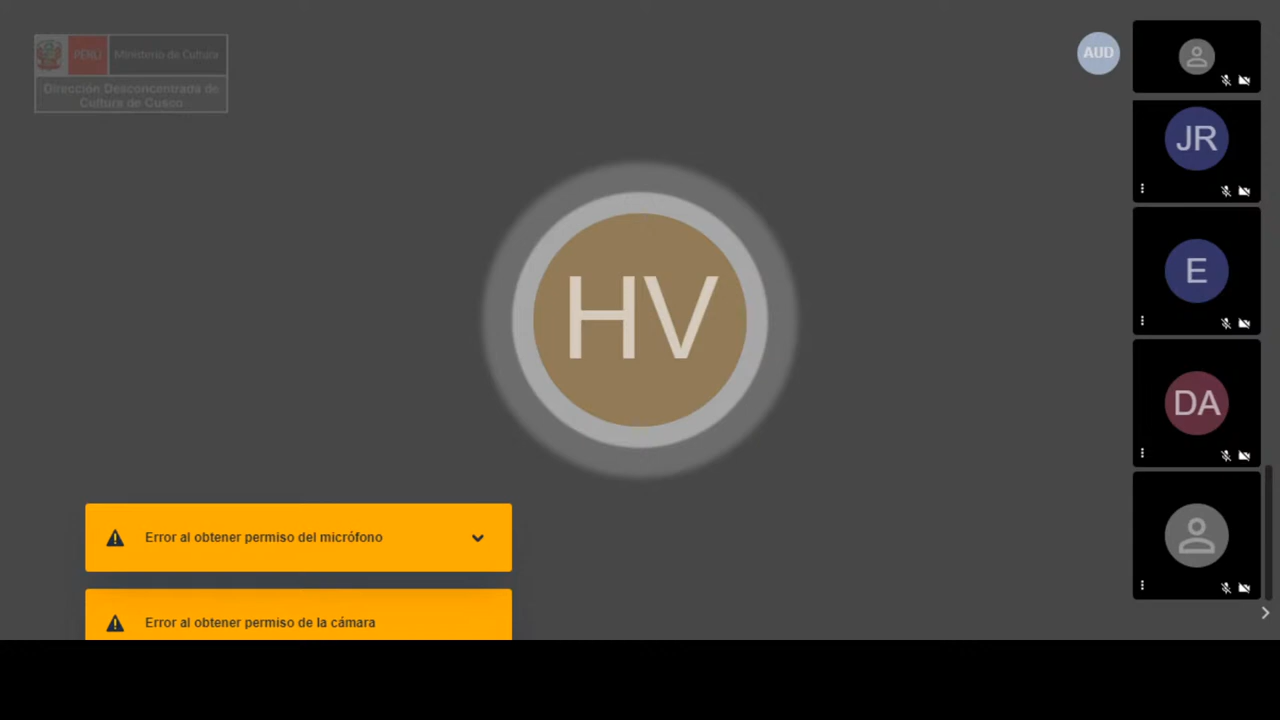 PERÚ
Ministerio de Cultura
Dirección Desconcentrada de
Cultura de Cusco
AUD
JR
HV
E
DA
Error al obtener permiso del micrófono
Error al obtener permiso de la cámara